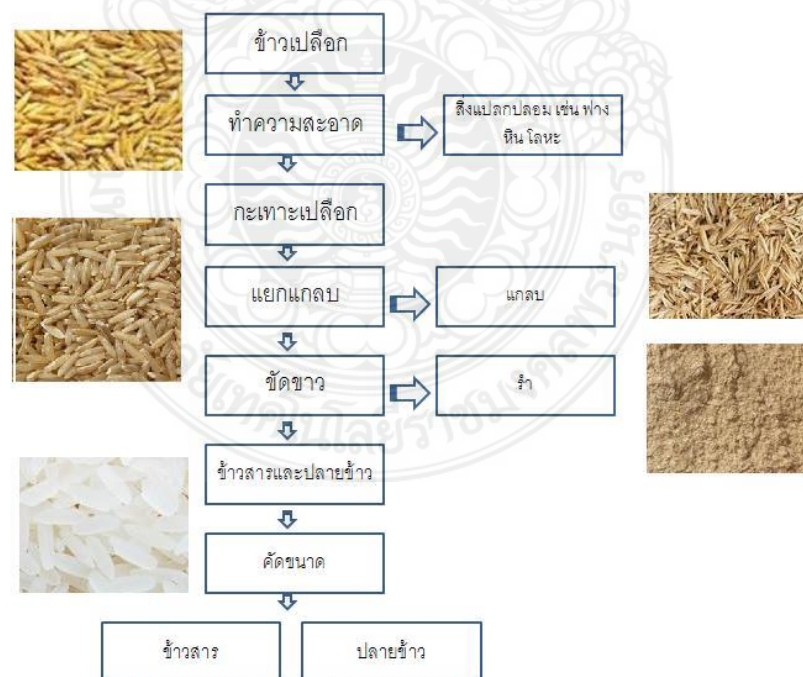 ข้าวเปลือก
ทำความสะอาด
สิ่งแปลกปลอม เช่น ฟาง
หิน โลหะ
กะเทาะเปลือก
แยกแกลบ
แกลบ
ขัดขาว
รำ
ข้าวสารและปลายข้าว
คัดขนาด
ข้าวสาร
ปลายข้าว